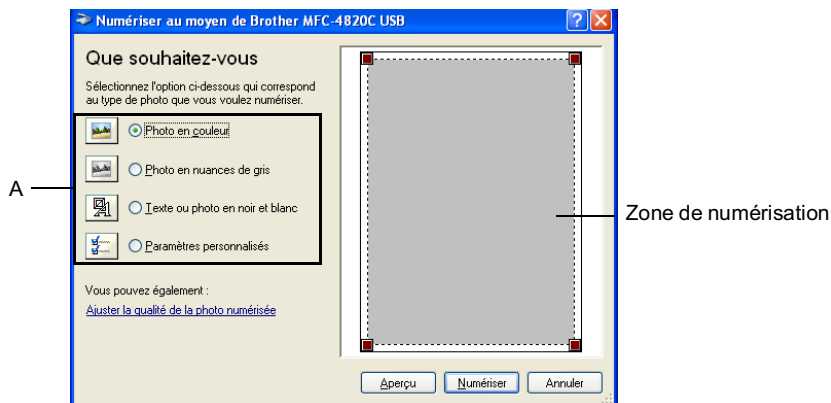 Numériser au moyen de Brother MFC-4820C USB
Que souhaitez-vous
Sélectionnez l'option ci-dessous qui correspond
au type de photo que vous voulez numériser.
Photo en couleur
Photo en nuances de gris
Texte ou photo en noir et blanc
Paramètres personnalisés
A
Zone de numérisation
Vous pouvez également :
Ajuster la qualité de la photo numérisée
Aperçu
Numériser
Annuler